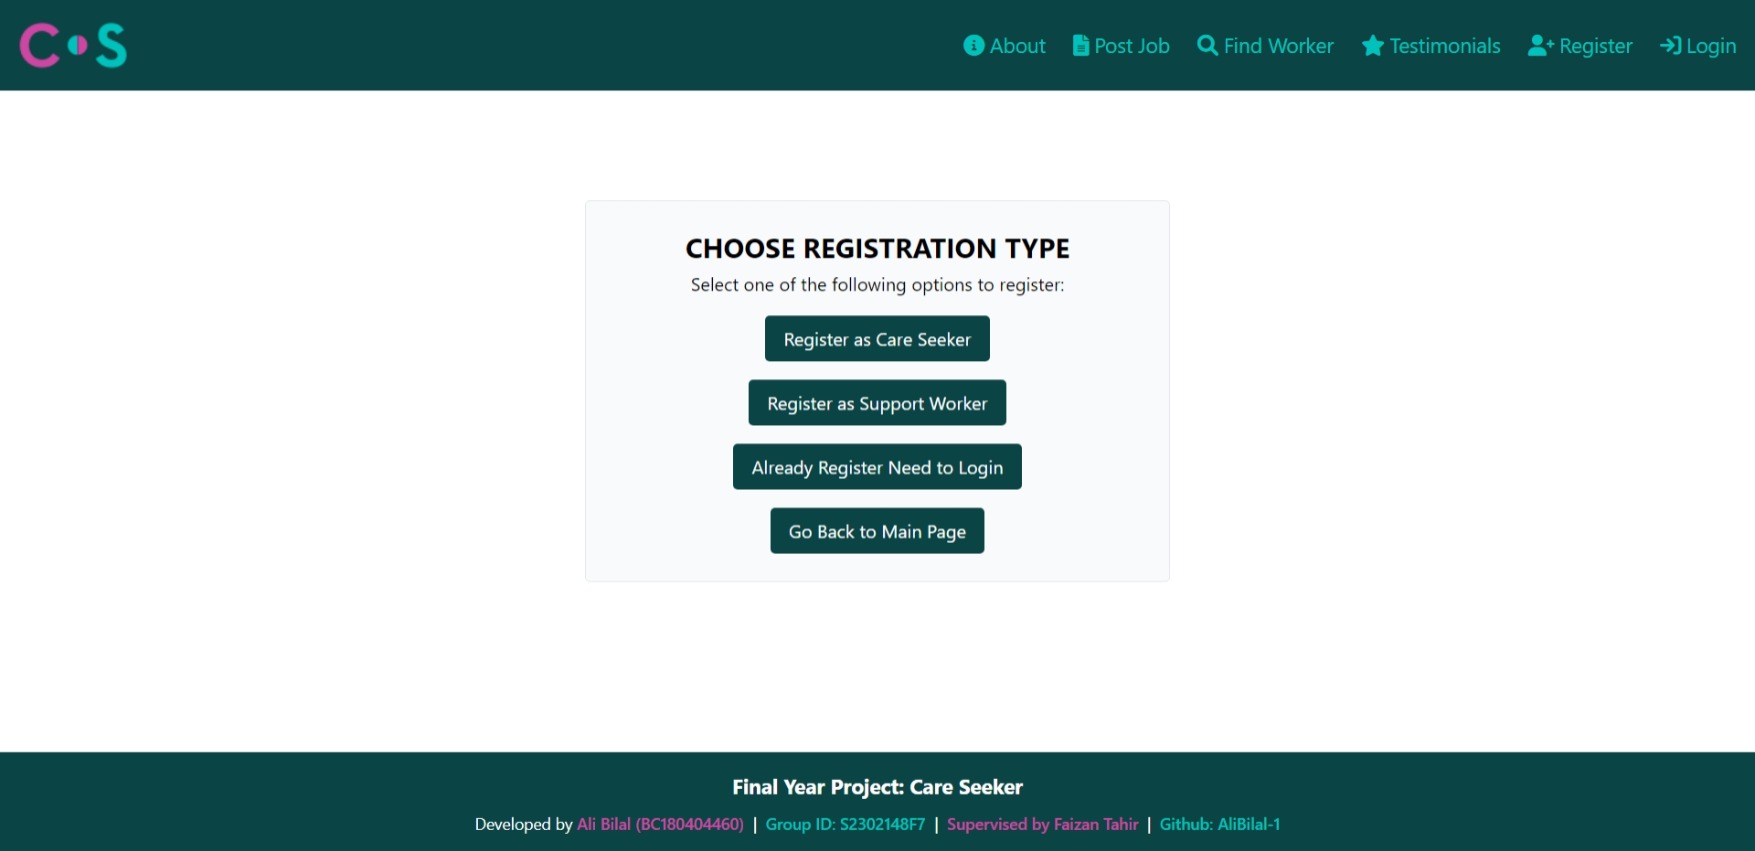 C S
About Post Job Find Worker Testimonials Register Login
CHOOSE REGISTRATION TYPE
Select one of the following options to register:
Register as Care Seeker
Register as Support Worker
Already Register Need to Login
Go Back to Main Page
Final Year Project: Care Seeker
Developed by Ali Bilal (BC180404460) | Group ID: S2302148F7 | Supervised by Faizan Tahir | Github: AliBilal-1